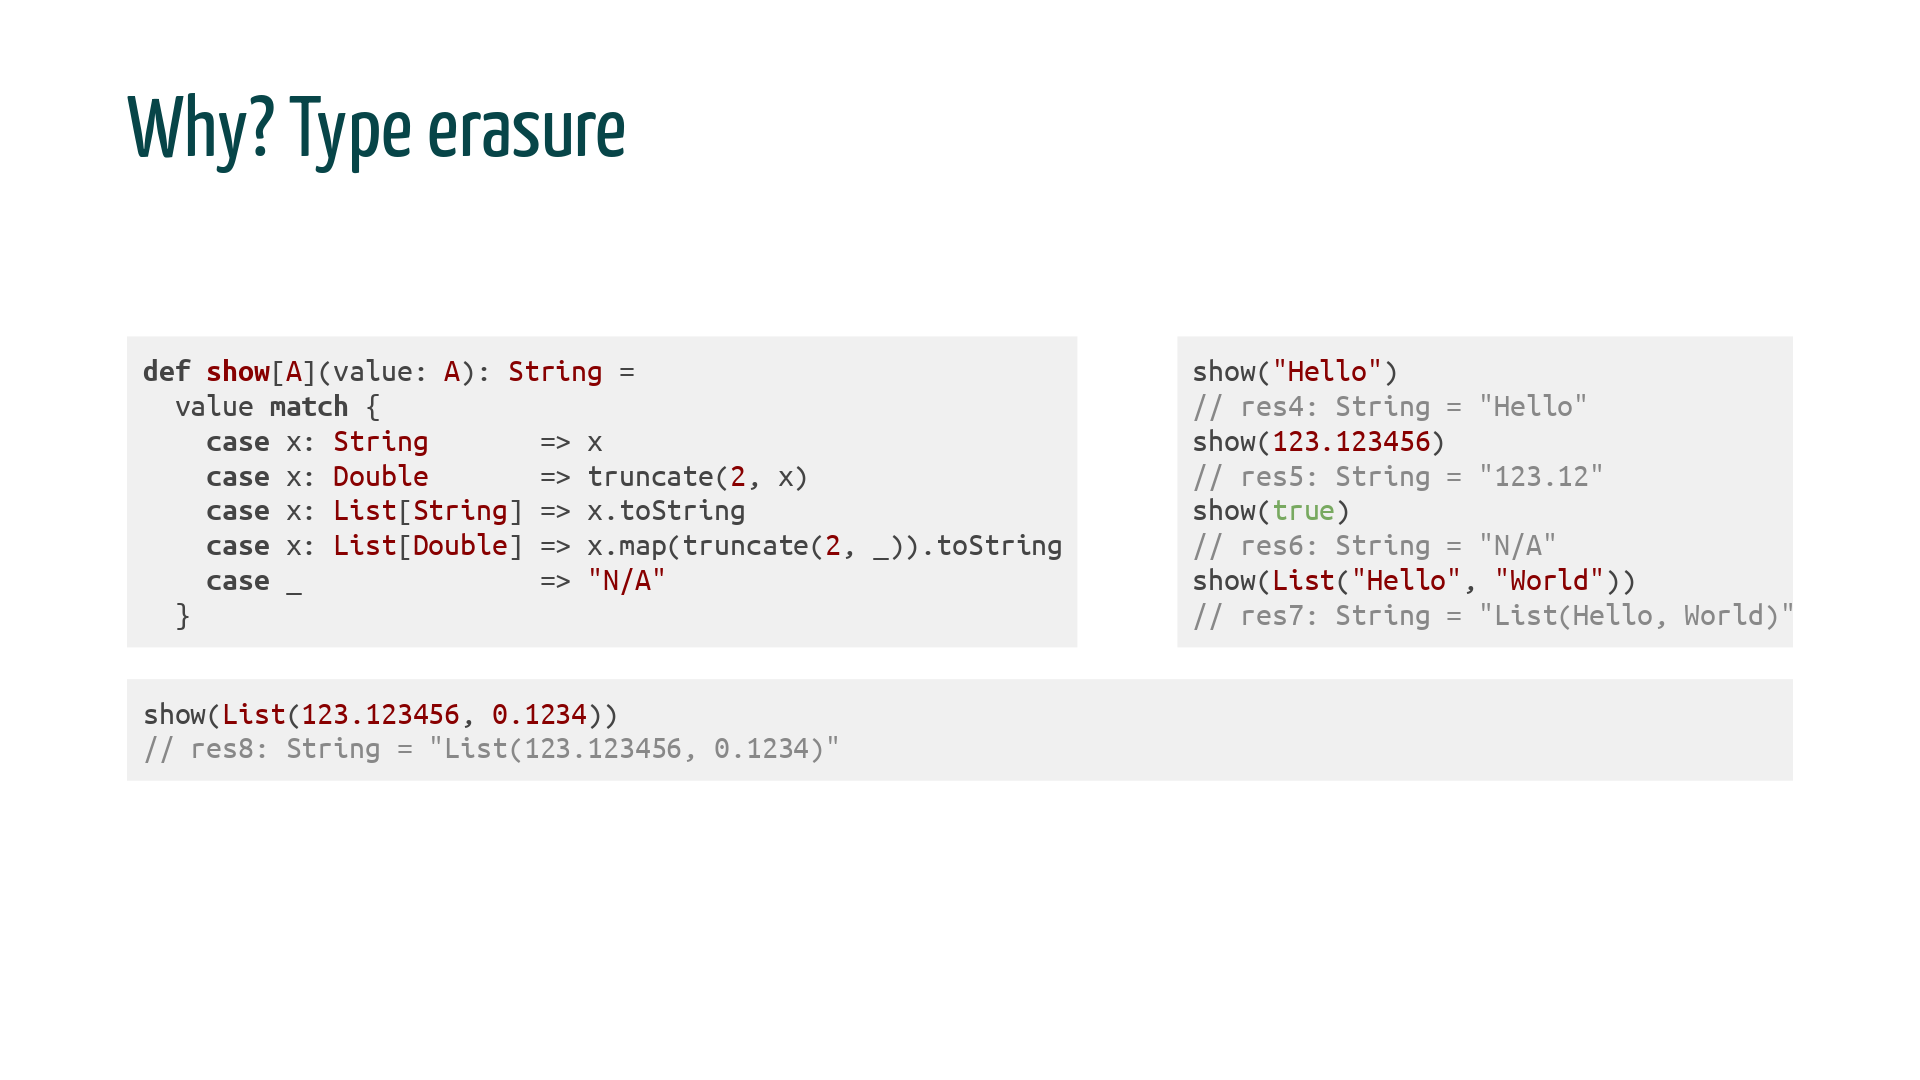 Why? Type erasure
def show[A](value: A): String =
  value match {
    case x: String       => x
    case x: Double       => truncate(2, x)
    case x: List[String] => x.toString
    case x: List[Double] => x.map(truncate(2, _)).toString
    case _               => "N/A"
  }
show("Hello")
// res4: String = "Hello"
show(123.123456)
// res5: String = "123.12"
show(true)
// res6: String = "N/A"
show(List("Hello", "World"))
// res7: String = "List(Hello, World)"
show(List(123.123456, 0.1234))
// res8: String = "List(123.123456, 0.1234)"